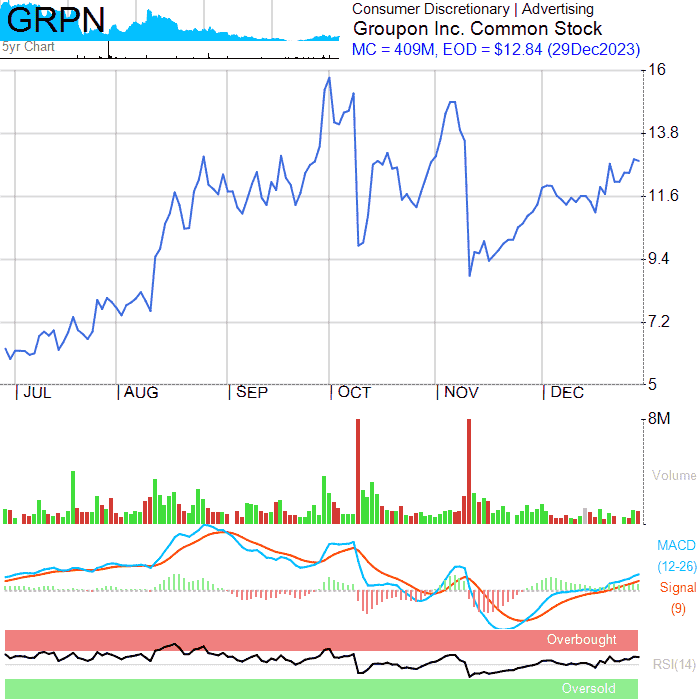 GRPN
5yr Chart
Consumer Discretionary | Advertising
Groupon Inc. Common Stock
MC = 409M, EOD = $12.84 (29Dec2023)
16
13.8
11.6
9.4
7.2
5
JUL AUG SEP OCT NOV DEC
8M
Volume
MACD
(12-26)
Signal
(9)
Overbought
RSI(14)
Oversold